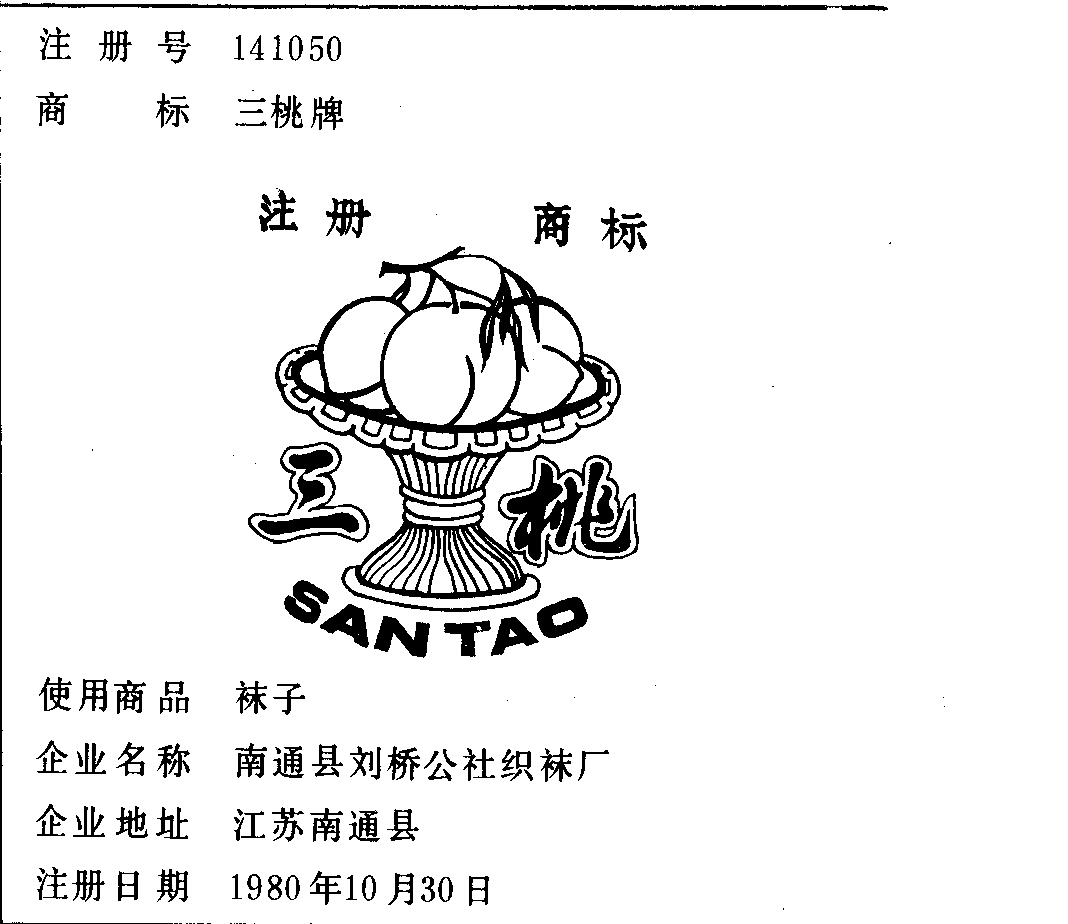 注册号 141050
商标 三桃牌
注册 商标
三桃
SAN TAO
使用商品 袜子
企业名称 南通县刘桥公社织袜厂
企业地址 江苏南通县
注册日期 1980年10月30日